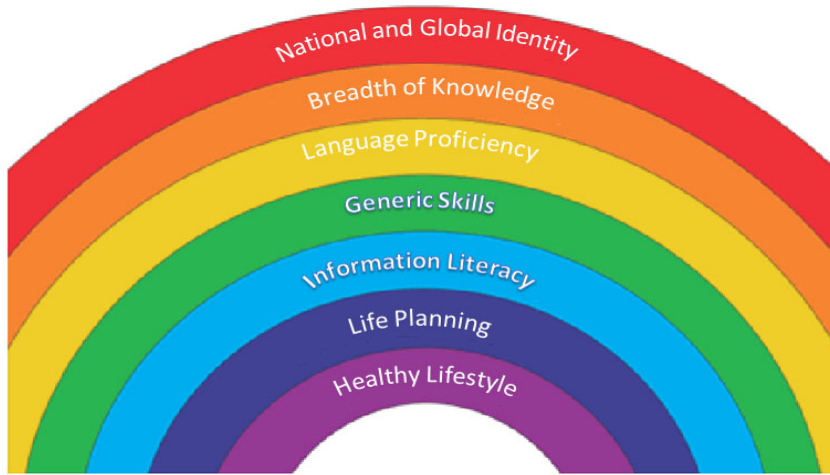 National and Global Identity
Breadth of Knowledge
Language Proficiency
Generic Skills
Information Literacy
Life Planning
Healthy Lifestyle